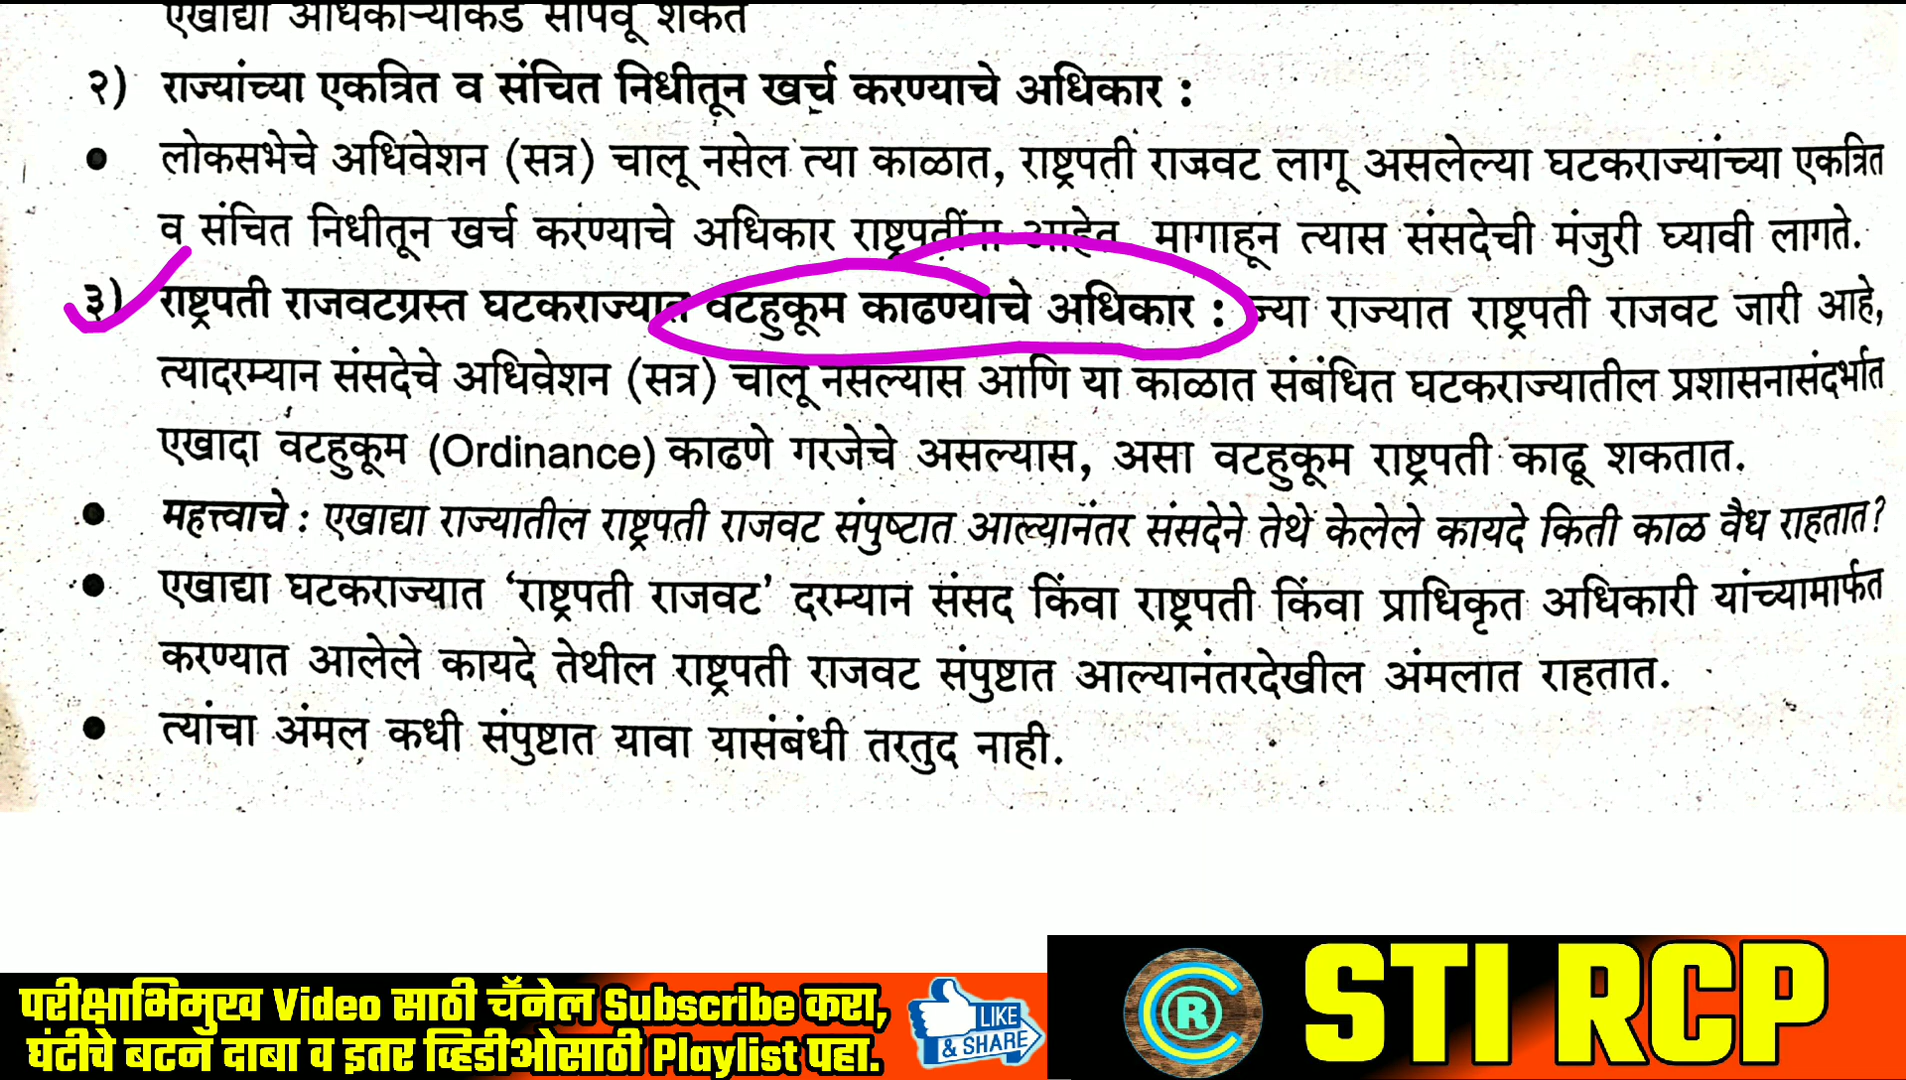 एखाद्या अधिकाऱ्याकडे सोपवू शकते
२) राज्यांच्या एकत्रित व संचित निधीतून खर्च करण्याचे अधिकार :
● लोकसभेचे अधिवेशन (सत्र) चालू नसेल त्या काळात, राष्ट्रपती राजवट लागू असलेल्या घटकराज्यांच्या एकत्रित
व संचित निधीतून खर्च करण्याचे अधिकार राष्ट्रपतींना आहेत. मागाहून त्यास संसदेची मंजुरी घ्यावी लागते.
३) राष्ट्रपती राजवटग्रस्त घटकराज्यात वटहुकूम काढण्याचे अधिकार : ज्या राज्यात राष्ट्रपती राजवट जारी आहे,
त्यादरम्यान संसदेचे अधिवेशन (सत्र) चालू नसल्यास आणि या काळात संबंधित घटकराज्यातील प्रशासनासंदर्भात
एखादा वटहुकूम (Ordinance) काढणे गरजेचे असल्यास, असा वटहुकूम राष्ट्रपती काढू शकतात.
● महत्त्वाचे : एखाद्या राज्यातील राष्ट्रपती राजवट संपुष्टात आल्यानंतर संसदेने तेथे केलेले कायदे किती काळ वैध राहतात?
● एखाद्या घटकराज्यात ‘राष्ट्रपती राजवट’ दरम्यान संसद किंवा राष्ट्रपती किंवा प्राधिकृत अधिकारी यांच्यामार्फत
करण्यात आलेले कायदे तेथील राष्ट्रपती राजवट संपुष्टात आल्यानंतरदेखील अंमलात राहतात.
● त्यांचा अंमल कधी संपुष्टात यावा यासंबंधी तरतुद नाही.
परीक्षाभिमुख Video साठी चॅनेल Subscribe करा,
घंटीचे बटन दाबा व इतर व्हिडीओसाठी Playlist पहा.
LIKE
& SHARE
C R
STI RCP